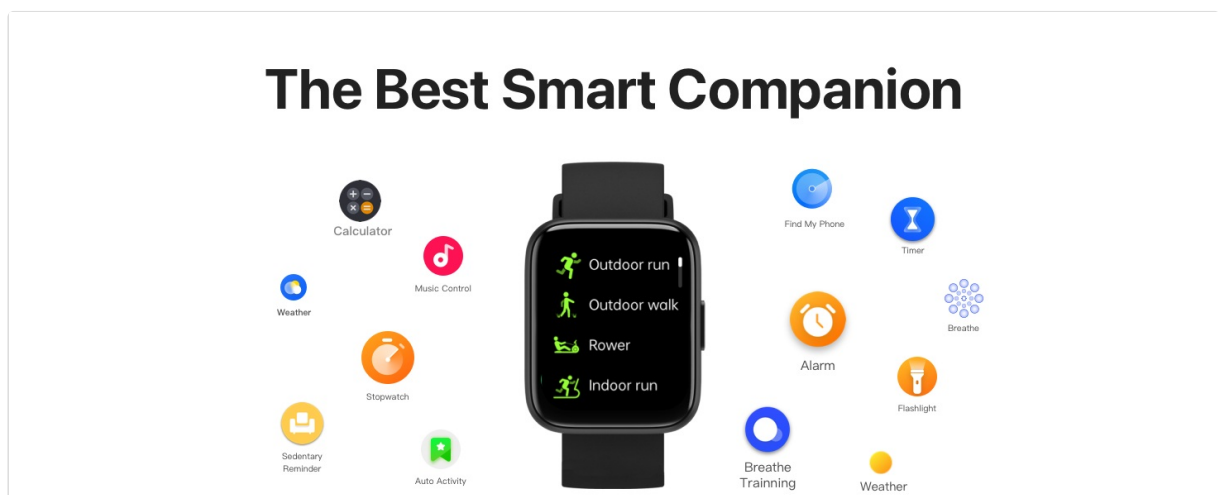 The Best Smart Companion
Calculator
Music Control
Weather
Stopwatch
Sedentary
Reminder
Auto Activity
Outdoor run
Outdoor walk
Rower
Indoor run
Find My Phone
Timer
Breathe
Alarm
Flashlight
Breathe
Trainning
Weather